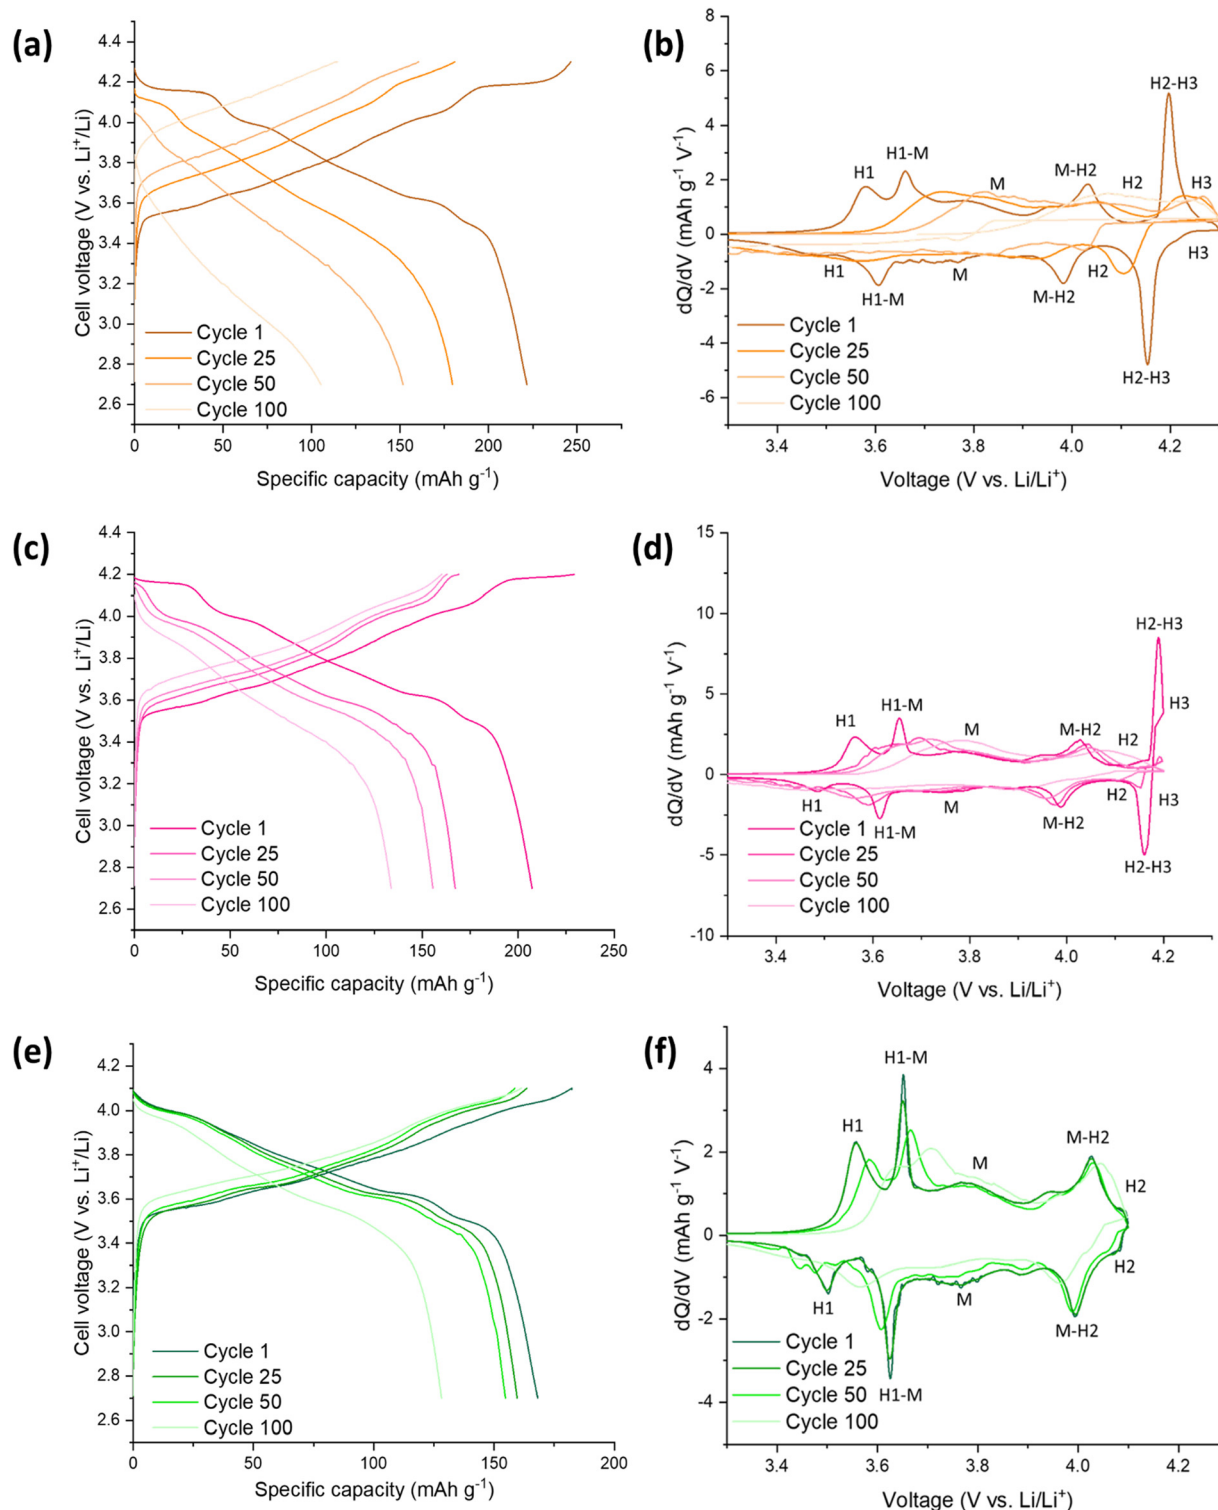 (a)
4.4
4.2
4.0
3.8
3.6
3.4
3.2
3.0
2.8
2.6
Cell voltage (V vs. Li⁺/Li)
Cycle 1
Cycle 25
Cycle 50
Cycle 100
0 50 100 150 200 250
Specific capacity (mAh g⁻¹)
(b)
8
6
4
2
0
-2
-4
-6
dQ/dV (mAh g⁻¹ V⁻¹)
H2-H3
H1-M
H1
M
M-H2
H2
H3
H1
H1-M
M
M-H2
H2
H3
H2-H3
Cycle 1
Cycle 25
Cycle 50
Cycle 100
3.4 3.6 3.8 4.0 4.2
Voltage (V vs. Li/Li⁺)
(c)
4.4
4.2
4.0
3.8
3.6
3.4
3.2
3.0
2.8
2.6
Cell voltage (V vs. Li⁺/Li)
Cycle 1
Cycle 25
Cycle 50
Cycle 100
0 50 100 150 200 250
Specific capacity (mAh g⁻¹)
(d)
15
10
5
0
-5
-10
dQ/dV (mAh g⁻¹ V⁻¹)
H2-H3
H3
H1
H1-M
M
M-H2
H2
H1
H1-M
M
M-H2
H2
H3
H2-H3
Cycle 1
Cycle 25
Cycle 50
Cycle 100
3.4 3.6 3.8 4.0 4.2
Voltage (V vs. Li/Li⁺)
(e)
4.2
4.0
3.8
3.6
3.4
3.2
3.0
2.8
2.6
Cell voltage (V vs. Li⁺/Li)
Cycle 1
Cycle 25
Cycle 50
Cycle 100
0 50 100 150 200
Specific capacity (mAh g⁻¹)
(f)
4
2
0
-2
-4
dQ/dV (mAh g⁻¹ V⁻¹)
H1-M
H1
M
M-H2
H2
H2
H1
M
M-H2
H1-M
Cycle 1
Cycle 25
Cycle 50
Cycle 100
3.4 3.6 3.8 4.0 4.2
Voltage (V vs. Li/Li⁺)